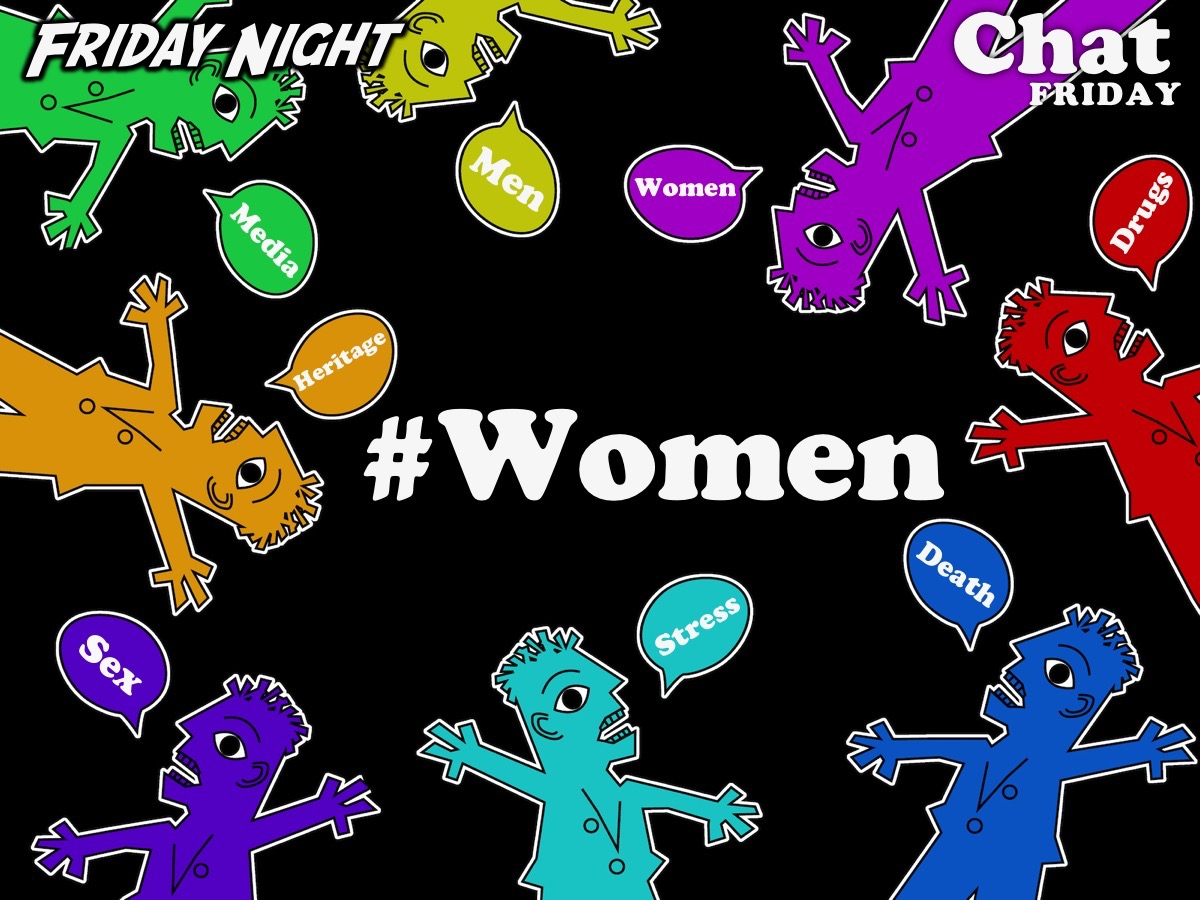 Friday Night
Chat
FRIDAY
Men
Women
Drugs
Media
Heritage
#Women
Death
Stress
Sex